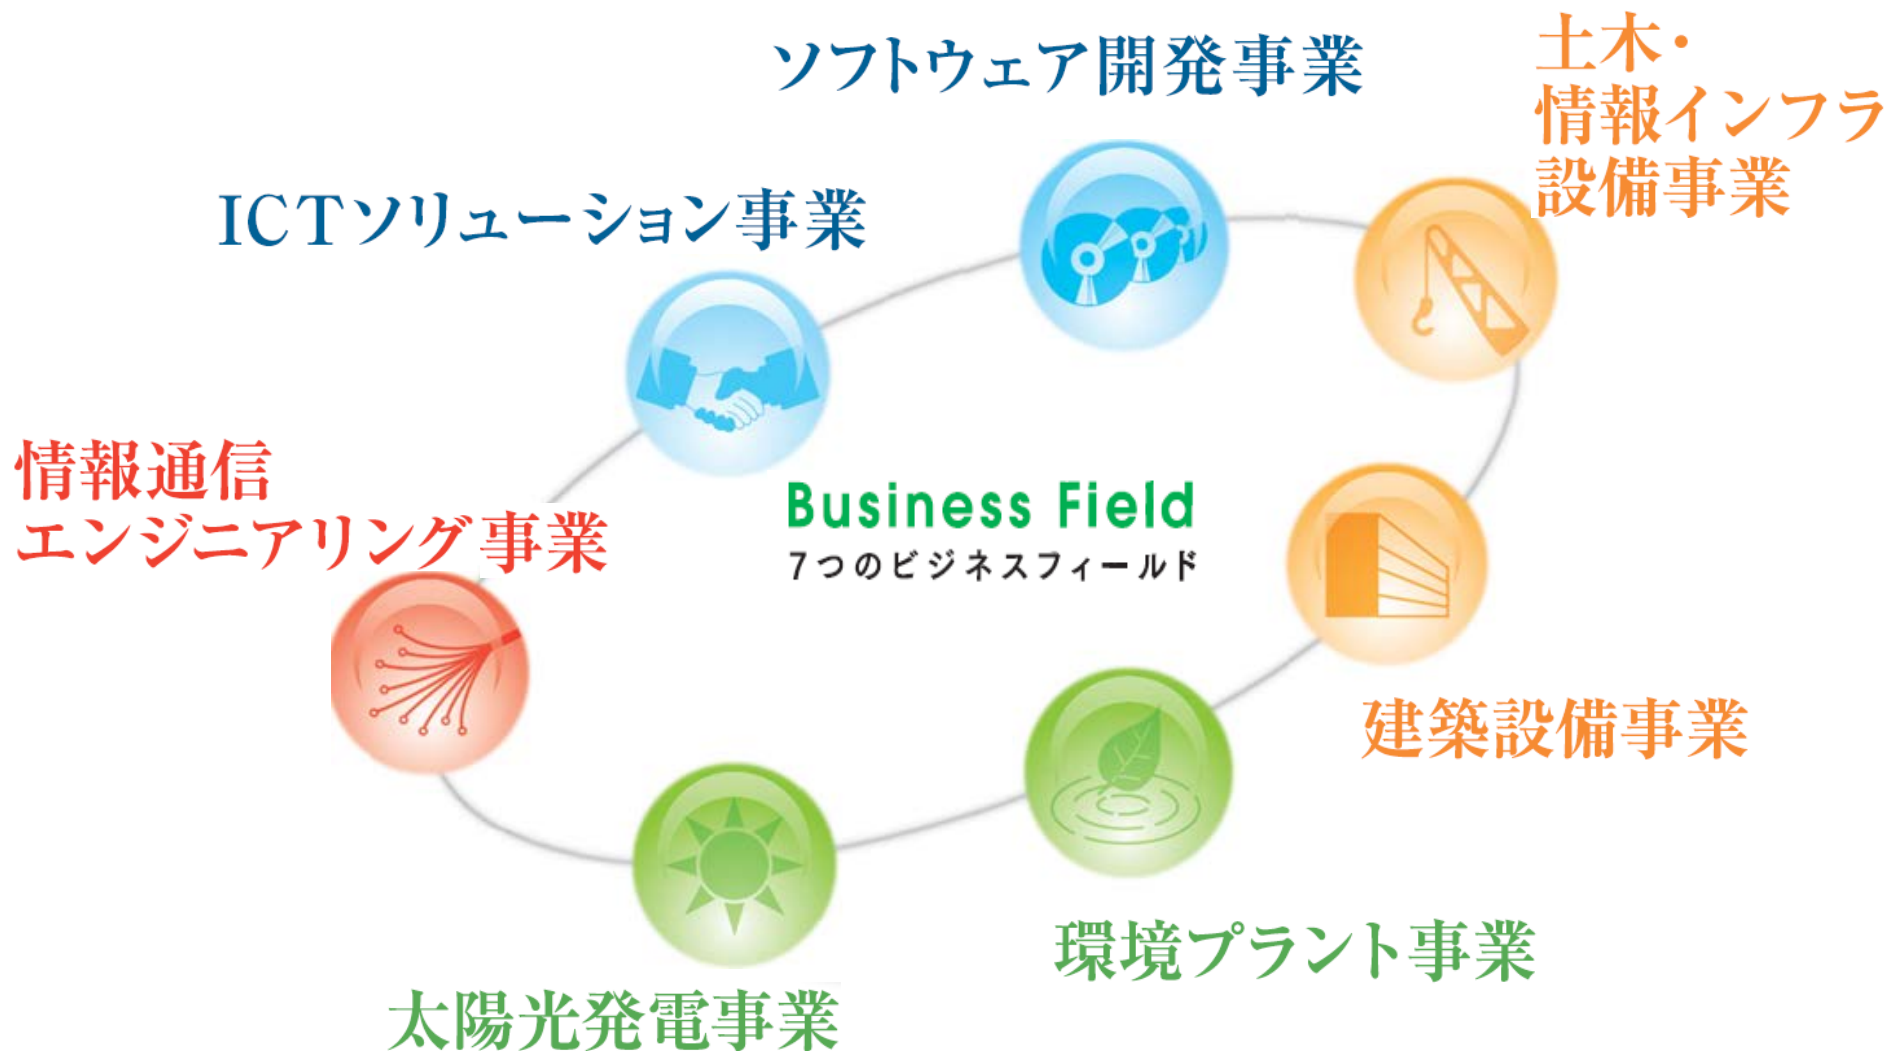 ソフトウェア開発事業
土木・
情報インフラ
設備事業
ICTソリューション事業
情報通信
エンジニアリング事業
Business Field
7つのビジネスフィールド
建築設備事業
環境プラント事業
太陽光発電事業